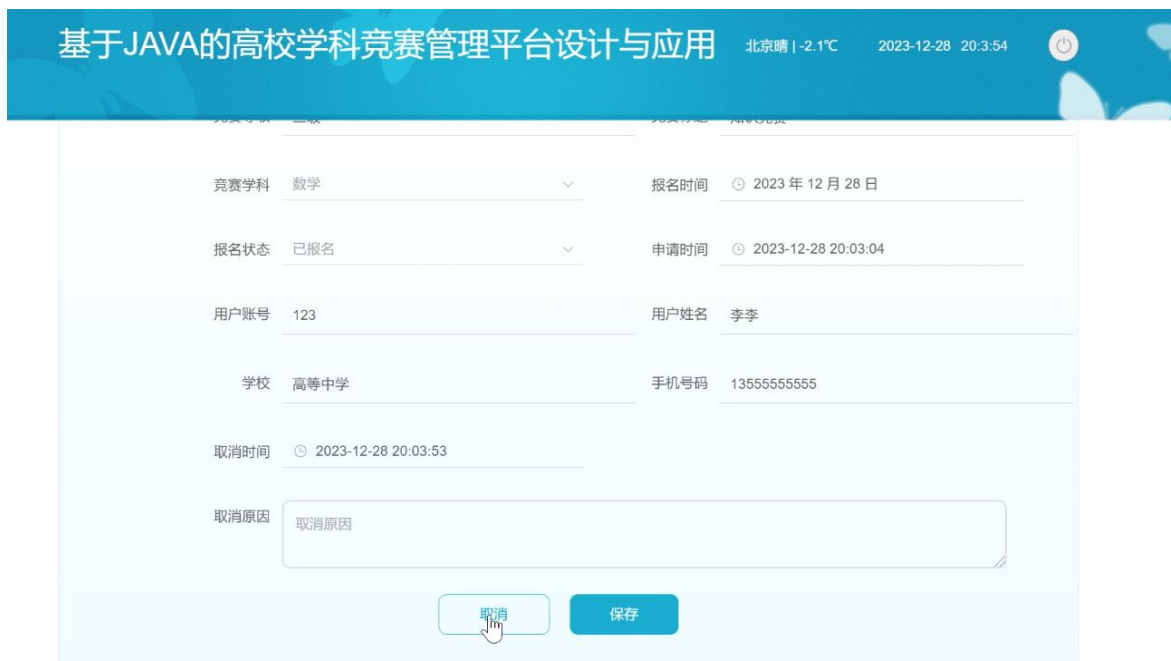 基于JAVA的高校学科竞赛管理平台设计与应用 北京晴 | -2.1℃ 2023-12-28 20:3:54
竞赛学科 数学 报名时间 2023 年 12 月 28 日
报名状态 已报名 申请时间 2023-12-28 20:03:04
用户账号 123 用户姓名 李李
学校 高等中学 手机号码 13555555555
取消时间 2023-12-28 20:03:53
取消原因 取消原因
取消 保存